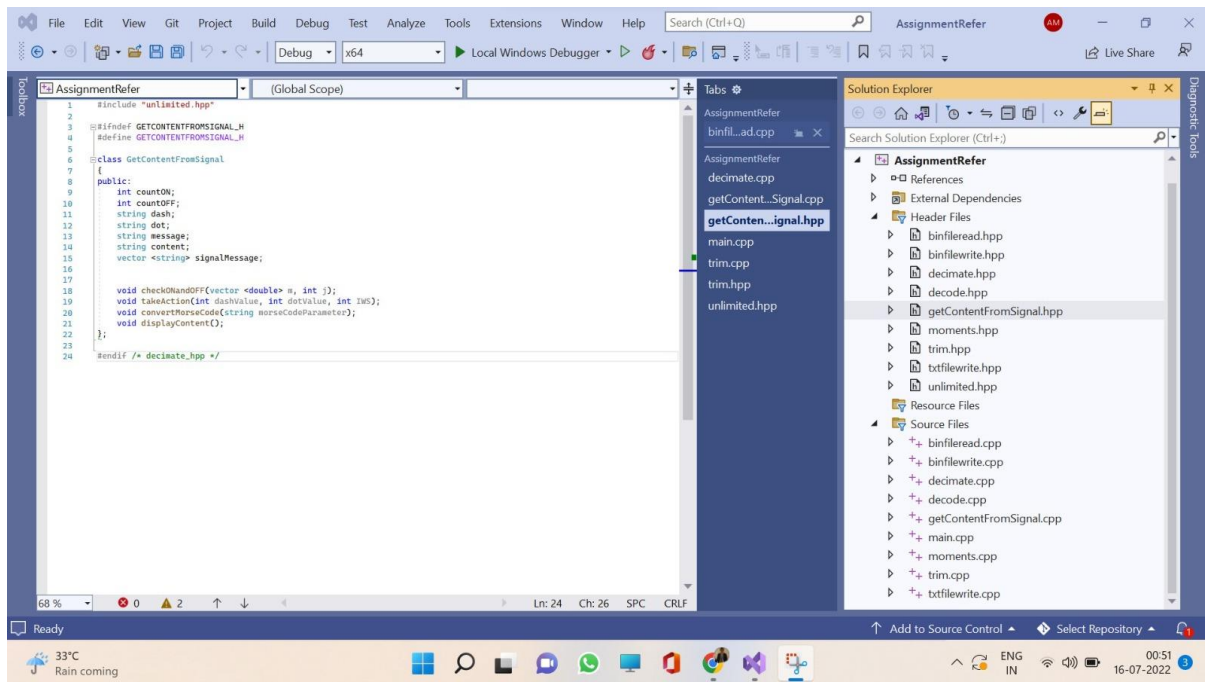 File Edit View Git Project Build Debug Test Analyze Tools Extensions Window Help Search (Ctrl+Q) AssignmentRefer AM
Debug x64 Local Windows Debugger Live Share
Toolbox
AssignmentRefer (Global Scope)
1 #include "unlimited.hpp"
2
3 #ifndef GETCONTENTFROMSIGNAL_H
4 #define GETCONTENTFROMSIGNAL_H
5
6 class GetContentFromSignal
7 {
8 public:
9 int countON;
10 int countOFF;
11 string dash;
12 string dot;
13 string message;
14 string content;
15 vector <string> signalMessage;
16
17
18 void checkONandOFF(vector <double> m, int j);
19 void takeAction(int dashValue, int dotValue, int IWS);
20 void convertMorseCode(string morseCodeParameter);
21 void displayContent();
22 };
23
24 #endif /* decimate_hpp */
68 % 0 2 Ln: 24 Ch: 26 SPC CRLF
Tabs
AssignmentRefer
binfil...ad.cpp
AssignmentRefer
decimate.cpp
getContent...Signal.cpp
getConten...ignal.hpp
main.cpp
trim.cpp
trim.hpp
unlimited.hpp
Solution Explorer
Search Solution Explorer (Ctrl+;)
AssignmentRefer
References
External Dependencies
Header Files
binfileread.hpp
binfilewrite.hpp
decimate.hpp
decode.hpp
getContentFromSignal.hpp
moments.hpp
trim.hpp
txtfilewrite.hpp
unlimited.hpp
Resource Files
Source Files
binfileread.cpp
binfilewrite.cpp
decimate.cpp
decode.cpp
getContentFromSignal.cpp
main.cpp
moments.cpp
trim.cpp
txtfilewrite.cpp
Diagnostic Tools
Ready Add to Source Control Select Repository 1
33°C
Rain coming
ENG
IN
00:51
16-07-2022
3